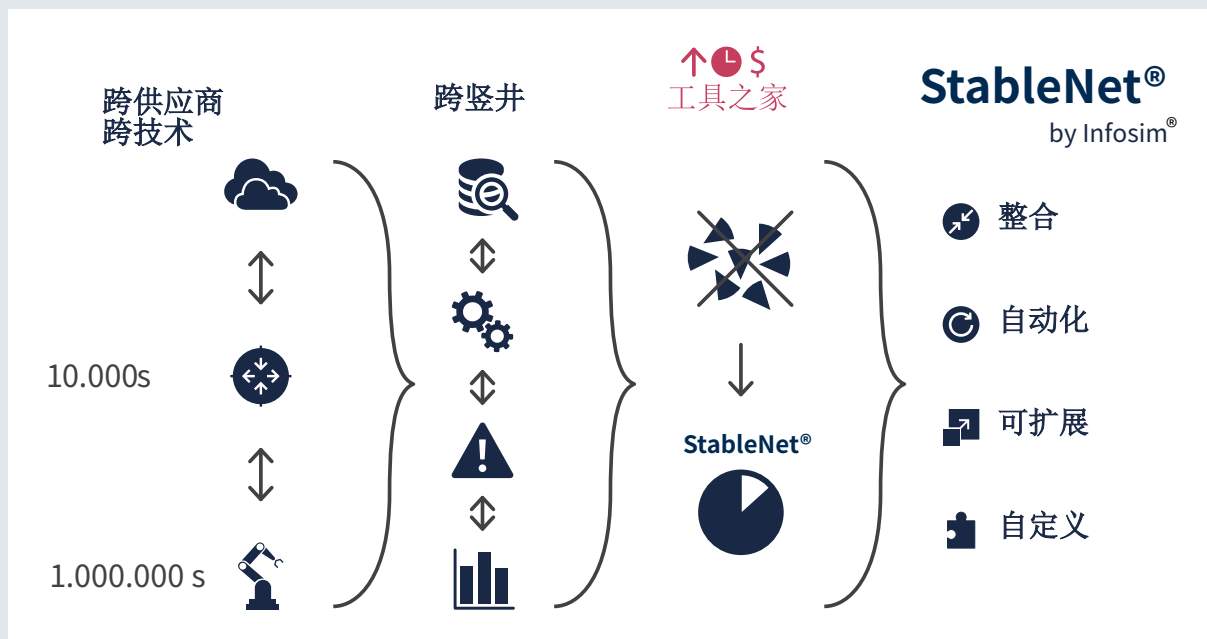 跨供应商
跨技术
10.000s
1.000.000 s
跨竖井
$
工具之家
StableNet®
StableNet®
by Infosim®
整合
自动化
可扩展
自定义